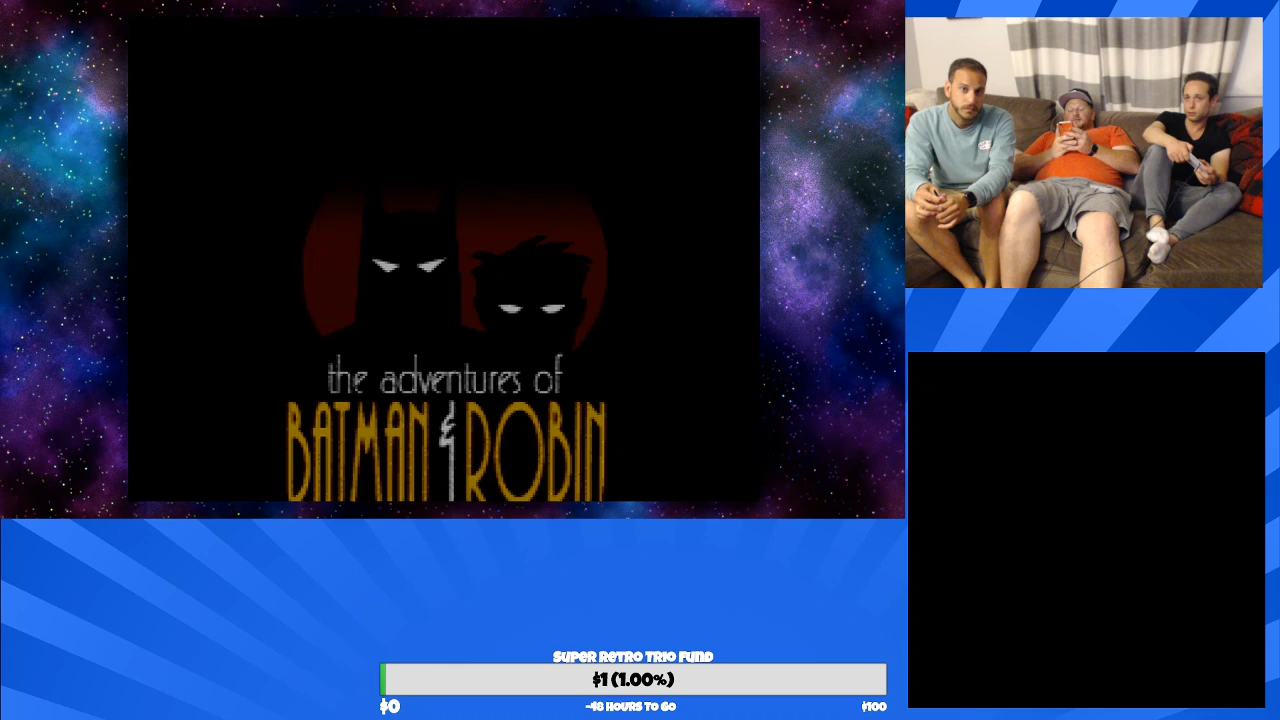 the adventures of
BATMAN & ROBIN
SUPER RETRO TRIO FUND
$1 (1.00%)
$0
-48 HOURS TO GO
$100